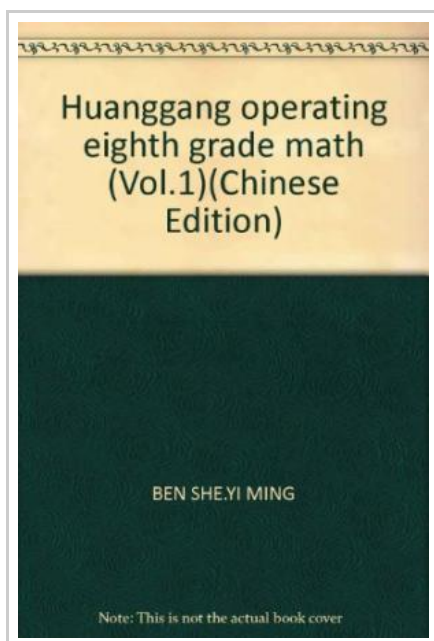 Huanggang operating
eighth grade math
(Vol.1)(Chinese
Edition)
BEN SHE.YI MING
Note: This is not the actual book cover